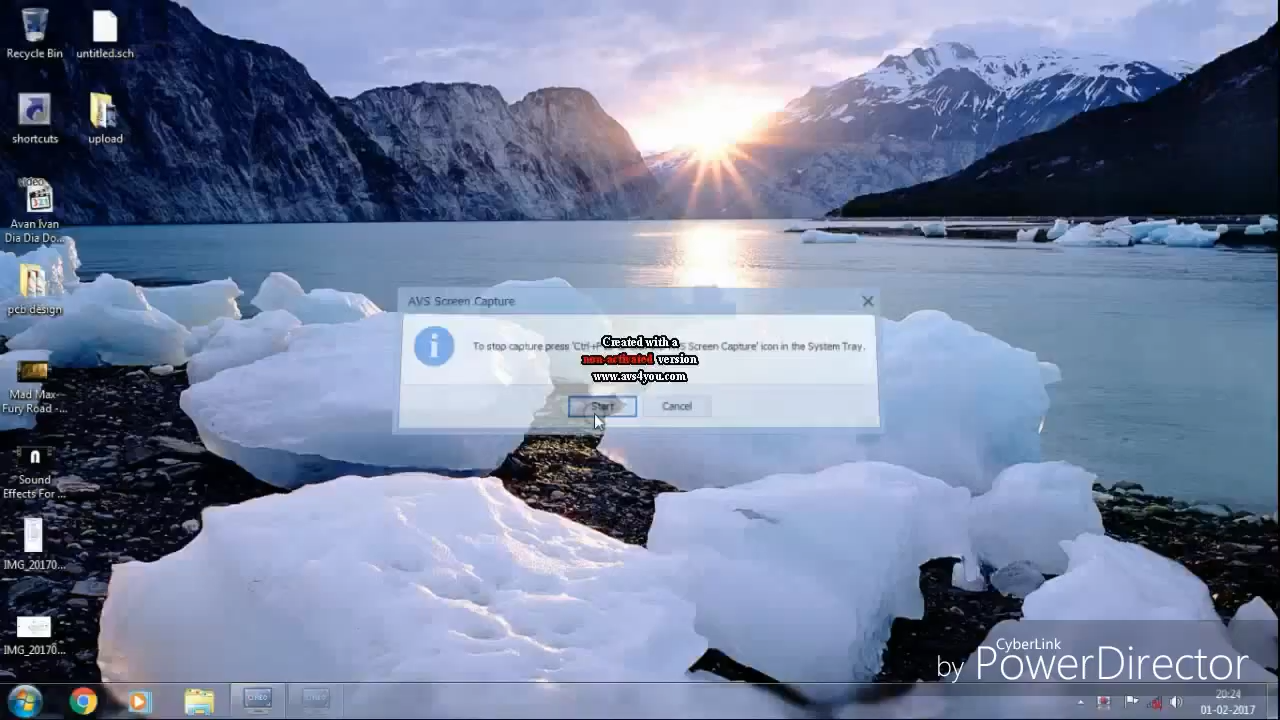 Recycle Bin
untitled.sch
shortcuts
upload
Avan Ivan
Dia Dia Do...
pcb design
Mad Max-
Fury Road -...
Sound
Effects For ...
IMG_20170...
IMG_20170...
AVS Screen Capture
To stop capture press 'Ctrl+P Screen Capture' icon in the System Tray.
Created with a
non-activated version
www.avs4you.com
Start
Cancel
CyberLink
by PowerDirector
20:24
01-02-2017